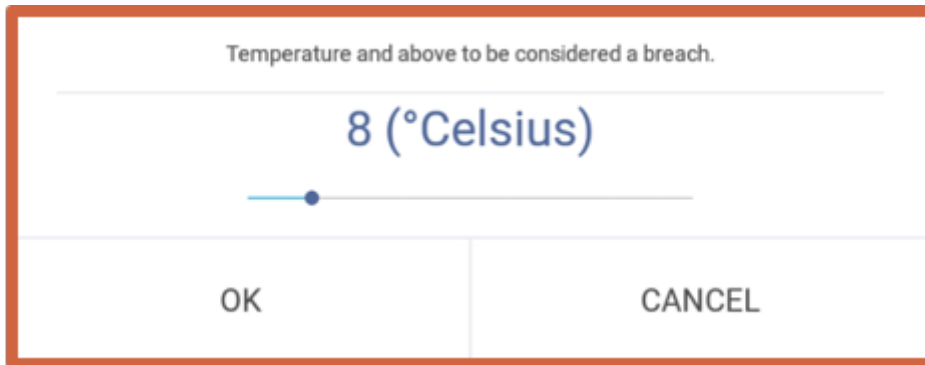 Temperature and above to be considered a breach.
8 (°Celsius)
OK
CANCEL